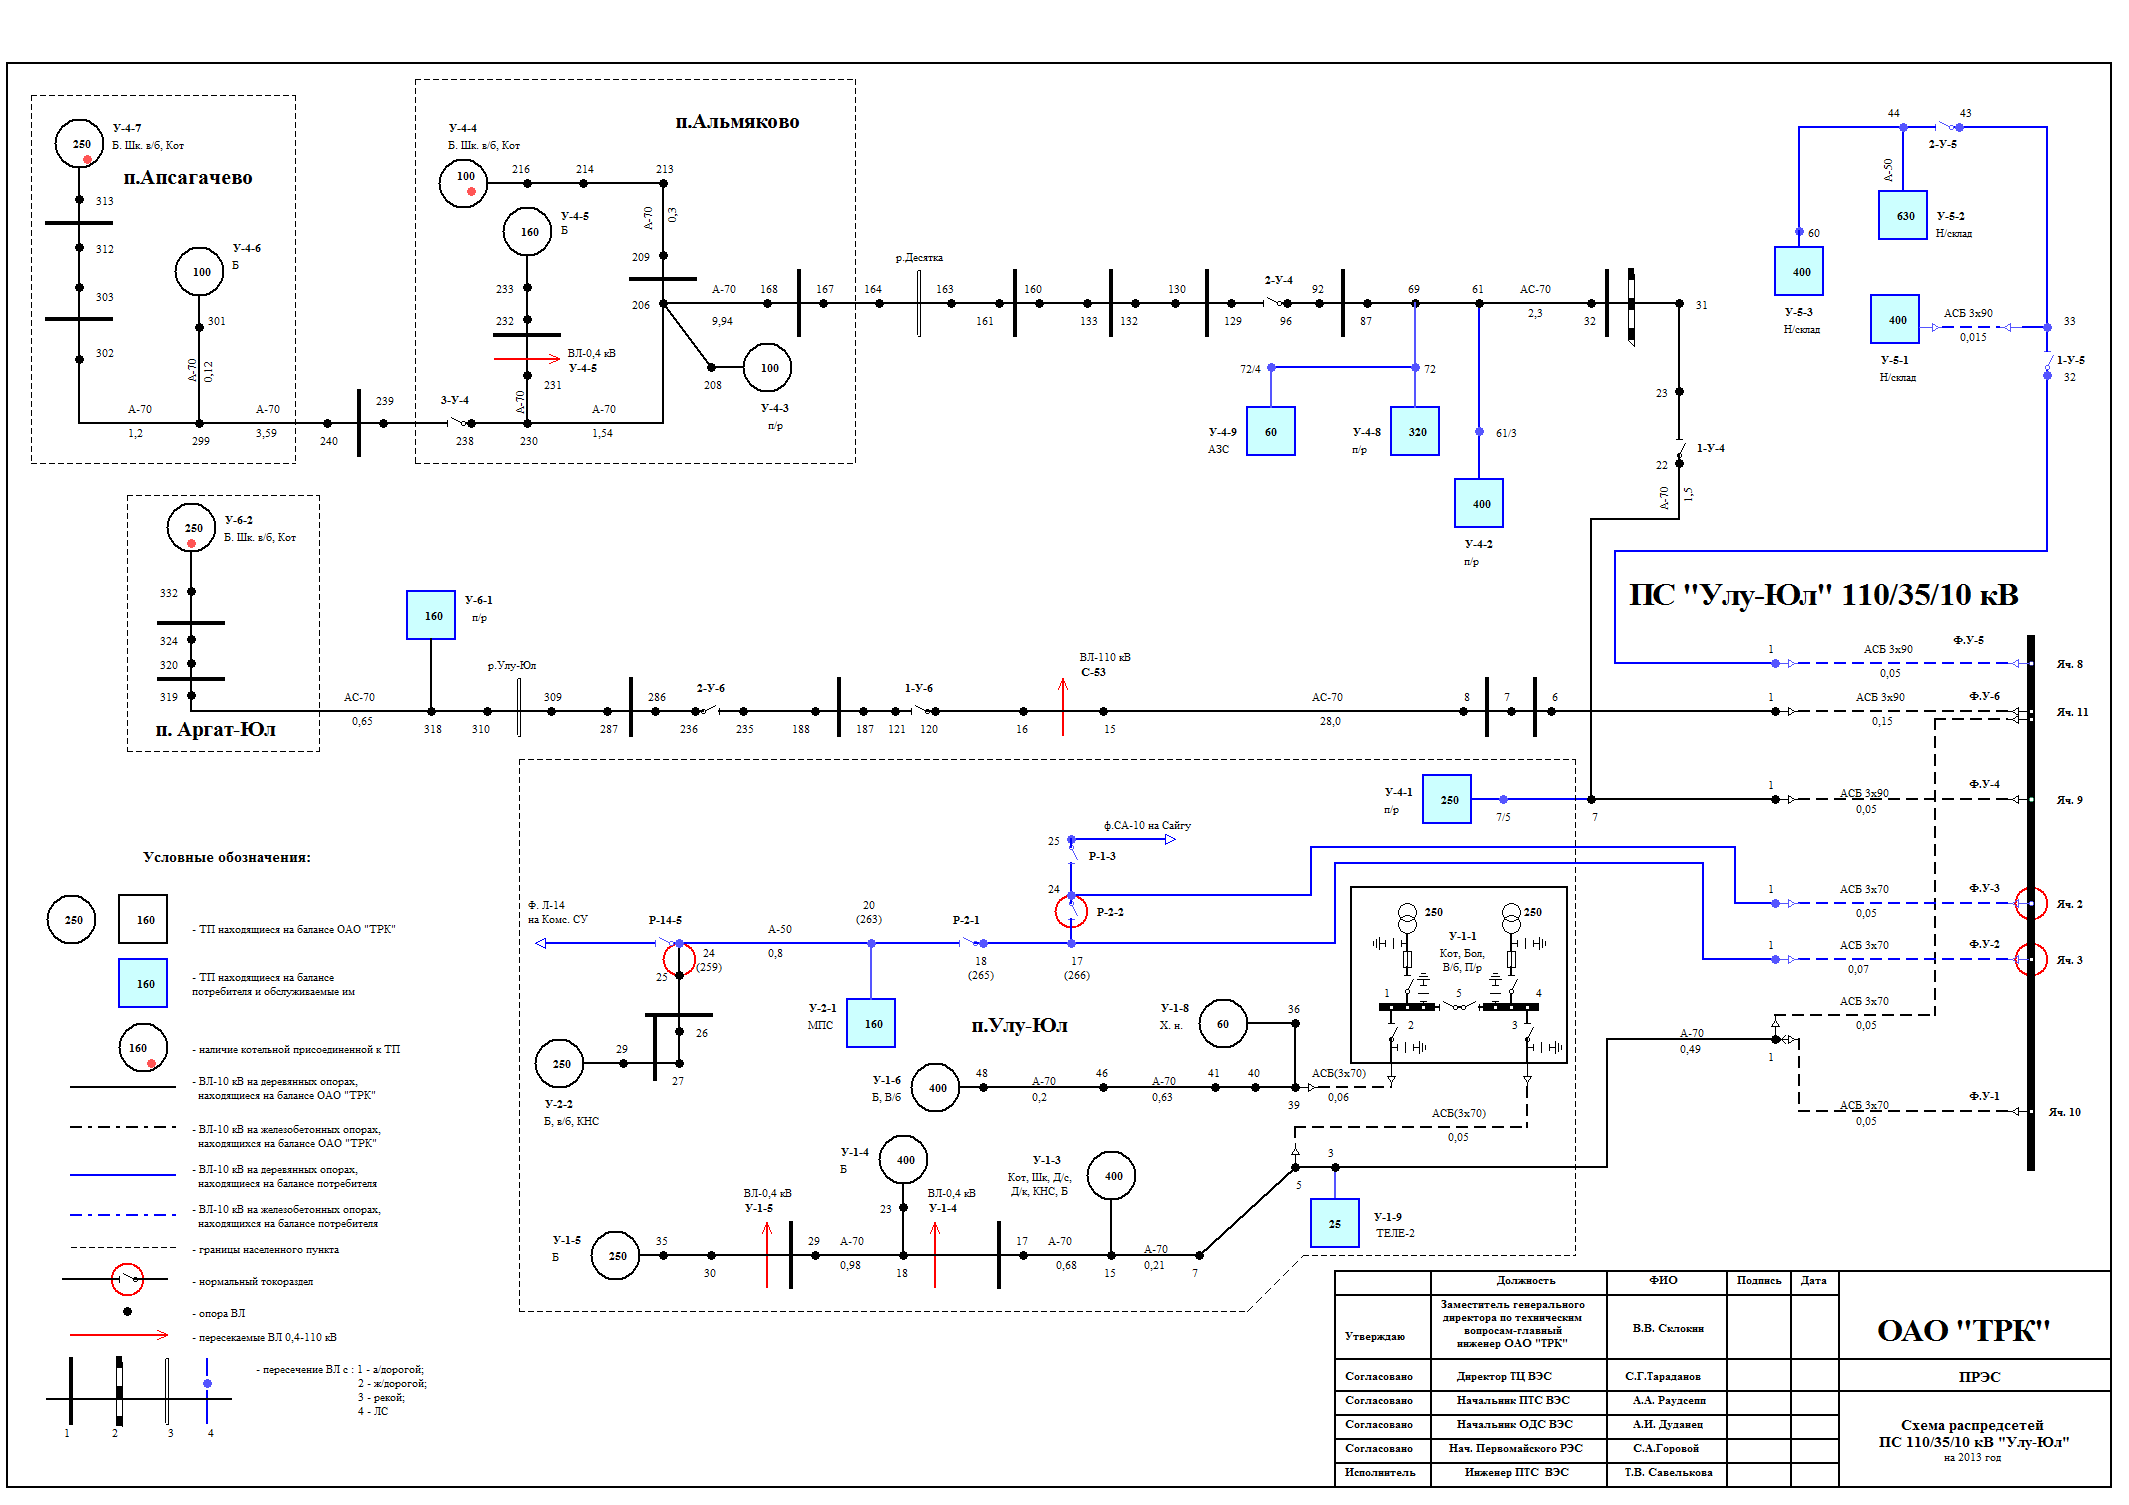 п.Апсагачево
У-4-7
Б. Шк. в/б, Кот
250
313
312
303
302
У-4-6
Б
100
301
А-70
0,12
А-70
1,2
299
А-70
3,59
240
239
п.Альмяково
У-4-4
Б. Шк. в/б, Кот
100
216
214
213
А-70
0,3
У-4-5
Б
160
209
233
232
206
ВЛ-0,4 кВ
У-4-5
231
А-70
3-У-4
238
230
А-70
1,54
208
100
У-4-3
п/р
А-70
9,94
168
167
164
р.Десятка
163
161
160
133
132
130
129
2-У-4
96
92
87
69
61
АС-70
2,3
32
31
72/4
72
У-4-9
АЗС
60
У-4-8
п/р
320
61/3
400
У-4-2
п/р
23
1-У-4
22
А-70
1,5
44
43
2-У-5
А-50
630
У-5-2
Н/склад
60
400
У-5-3
Н/склад
400
АСБ 3х90
0,015
У-5-1
Н/склад
33
1-У-5
32
250
У-6-2
Б. Шк. в/б, Кот
332
324
320
319
п. Аргат-Юл
АС-70
0,65
160
У-6-1
п/р
318
310
р.Улу-Юл
309
287
286
2-У-6
236
235
188
187
121
1-У-6
120
16
ВЛ-110 кВ
С-53
15
АС-70
28,0
8
7
6
ПС "Улу-Юл" 110/35/10 кВ
1
АСБ 3х90
0,05
Ф.У-5
Яч. 8
1
АСБ 3х90
0,15
Ф.У-6
Яч. 11
1
АСБ 3х90
0,05
Ф.У-4
Яч. 9
1
АСБ 3х70
0,05
Ф.У-3
Яч. 2
1
АСБ 3х70
0,07
Ф.У-2
Яч. 3
АСБ 3х70
0,05
1
АСБ 3х70
0,05
Ф.У-1
Яч. 10
А-70
0,49
У-4-1
п/р
250
7/5
7
ф.СА-10 на Сайгу
25
Р-1-3
24
Р-2-2
Ф. Л-14
на Комс. СУ
Р-14-5
24
(259)
25
А-50
0,8
20
(263)
Р-2-1
18
(265)
17
(266)
У-2-1
МПС
160
26
27
29
250
У-2-2
Б, в/б, КНС
п.Улу-Юл
У-1-8
Х. н.
60
36
У-1-6
Б, В/б
400
48
А-70
0,2
46
А-70
0,63
41
40
39
АСБ(3х70)
0,06
АСБ(3х70)
0,05
250
250
У-1-1
Кот, Бол,
В/б, П/р
1
5
4
2
3
У-1-4
Б
400
23
У-1-3
Кот, Шк, Д/с,
Д/к, КНС, Б
400
3
5
25
У-1-9
ТЕЛЕ-2
У-1-5
Б
250
35
30
ВЛ-0,4 кВ
У-1-5
29
А-70
0,98
18
ВЛ-0,4 кВ
У-1-4
17
А-70
0,68
15
А-70
0,21
7
Условные обозначения:
250
160
- ТП находящиеся на балансе ОАО "ТРК"
160
- ТП находящиеся на балансе
потребителя и обслуживаемые им
160
- наличие котельной присоединенной к ТП
- ВЛ-10 кВ на деревянных опорах,
находящиеся на балансе ОАО "ТРК"
- ВЛ-10 кВ на железобетонных опорах,
находящихся на балансе ОАО "ТРК"
- ВЛ-10 кВ на деревянных опорах,
находящиеся на балансе потребителя
- ВЛ-10 кВ на железобетонных опорах,
находящихся на балансе потребителя
- границы населенного пункта
- нормальный токораздел
- опора ВЛ
- пересекаемые ВЛ 0,4-110 кВ
- пересечение ВЛ с : 1 - а/дорогой;
2 - ж/дорогой;
3 - рекой;
4 - ЛС
1
2
3
4
Должность
ФИО
Подпись
Дата
Утверждаю
Заместитель генерального
директора по техническим
вопросам-главный
инженер ОАО "ТРК"
В.В. Склокин
Согласовано
Директор ТЦ ВЭС
С.Г.Тараданов
Согласовано
Начальник ПТС ВЭС
А.А. Раудсепп
Согласовано
Начальник ОДС ВЭС
А.И. Дуданец
Согласовано
Нач. Первомайского РЭС
С.А.Горовой
Исполнитель
Инженер ПТС ВЭС
Т.В. Савелькова
ОАО "ТРК"
ПРЭС
Схема распредсетей
ПС 110/35/10 кВ "Улу-Юл"
на 2013 год